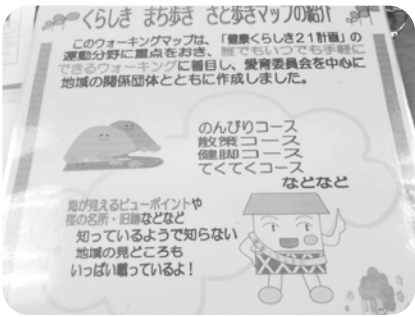 くらしき まち歩き さと歩きマップの紹介
このウォーキングマップは、「健康くらしき21計画」の
運動分野に重点をおき、誰でもいつでも手軽に
できるウォーキングに着目し、愛育委員会を中心に
地域の関係団体とともに作成しました。
のんびりコース
散策コース
健脚コース
てくてくコース
などなど
海が見えるビューポイントや
桜の名所・旧跡などなど
知っているようで知らない
地域の見どころも
いっぱい載っているよ！